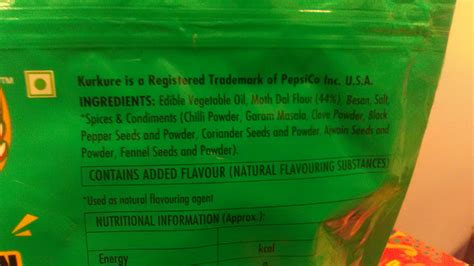 TM
Kurkure is a Registered Trademark of PepsiCo Inc. U.S.A.
INGREDIENTS: Edible Vegetable Oil, Moth Dal Flour (44%), Besan, Salt,
*Spices & Condiments (Chilli Powder, Garam Masala, Clove Powder, Black
Pepper Seeds and Powder, Coriander Seeds and Powder, Ajwain Seeds and
Powder, Fennel Seeds and Powder).
CONTAINS ADDED FLAVOUR (NATURAL FLAVOURING SUBSTANCES)
*Used as natural flavouring agent
NUTRITIONAL INFORMATION (Approx.):
Energy kcal